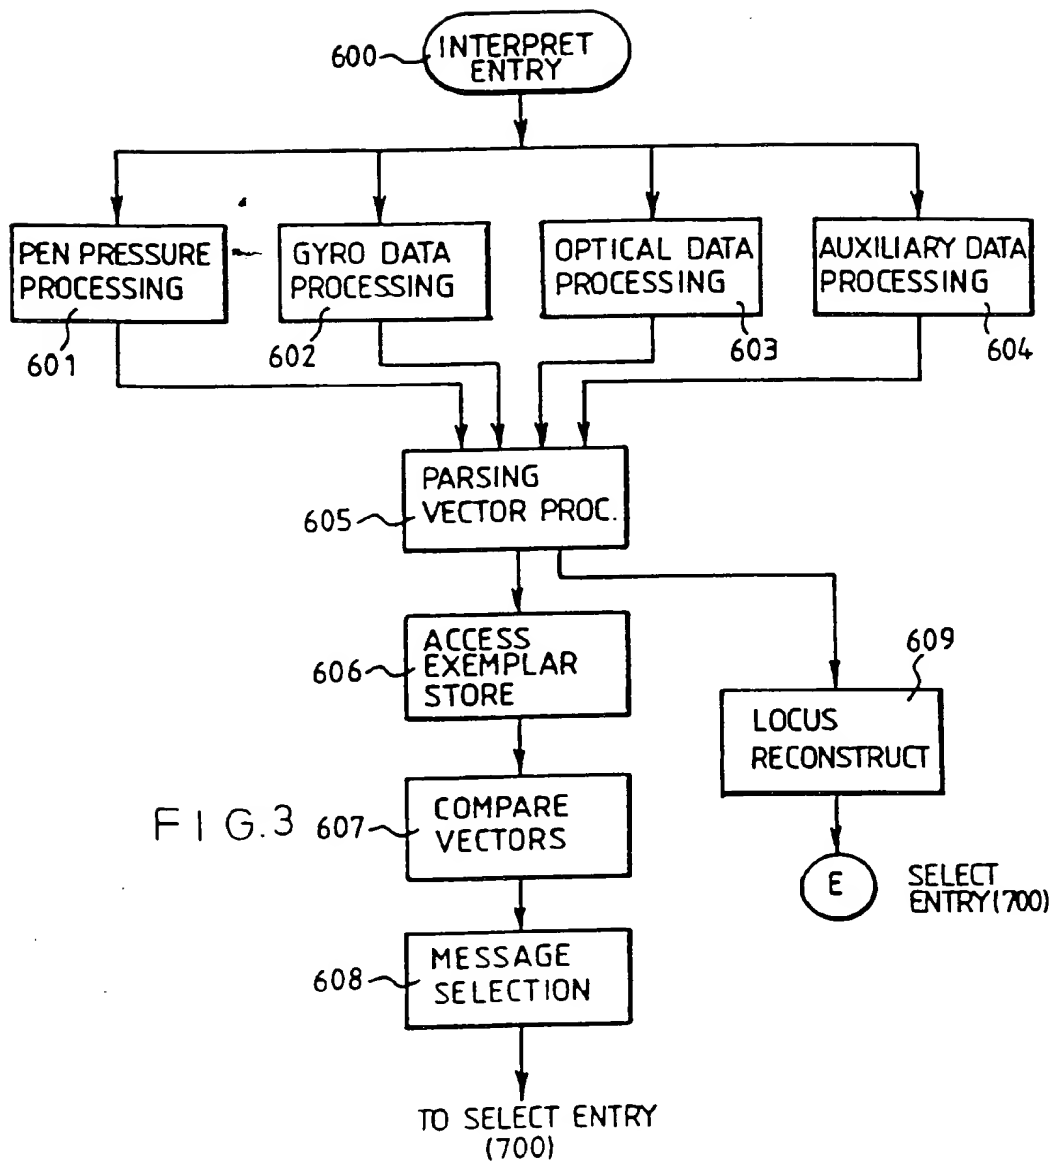 600
INTERPRET
ENTRY
PEN PRESSURE
PROCESSING
601
GYRO DATA
PROCESSING
602
OPTICAL DATA
PROCESSING
603
AUXILIARY DATA
PROCESSING
604
PARSING
VECTOR PROC.
605
ACCESS
EXEMPLAR
STORE
606
609
LOCUS
RECONSTRUCT
FIG.3
607
COMPARE
VECTORS
E
SELECT
ENTRY(700)
608
MESSAGE
SELECTION
TO SELECT ENTRY
(700)